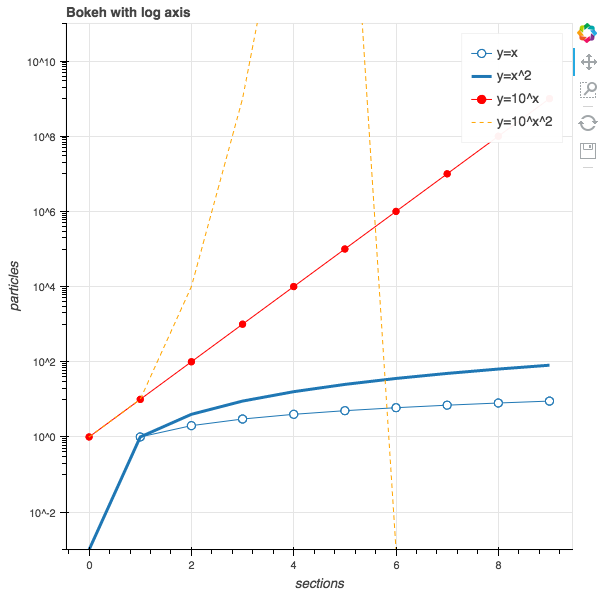 Bokeh with log axis
y=x
y=x^2
y=10^x
y=10^x^2
10^10
10^8
10^6
10^4
10^2
10^0
10^-2
particles
0 2 4 6 8
sections